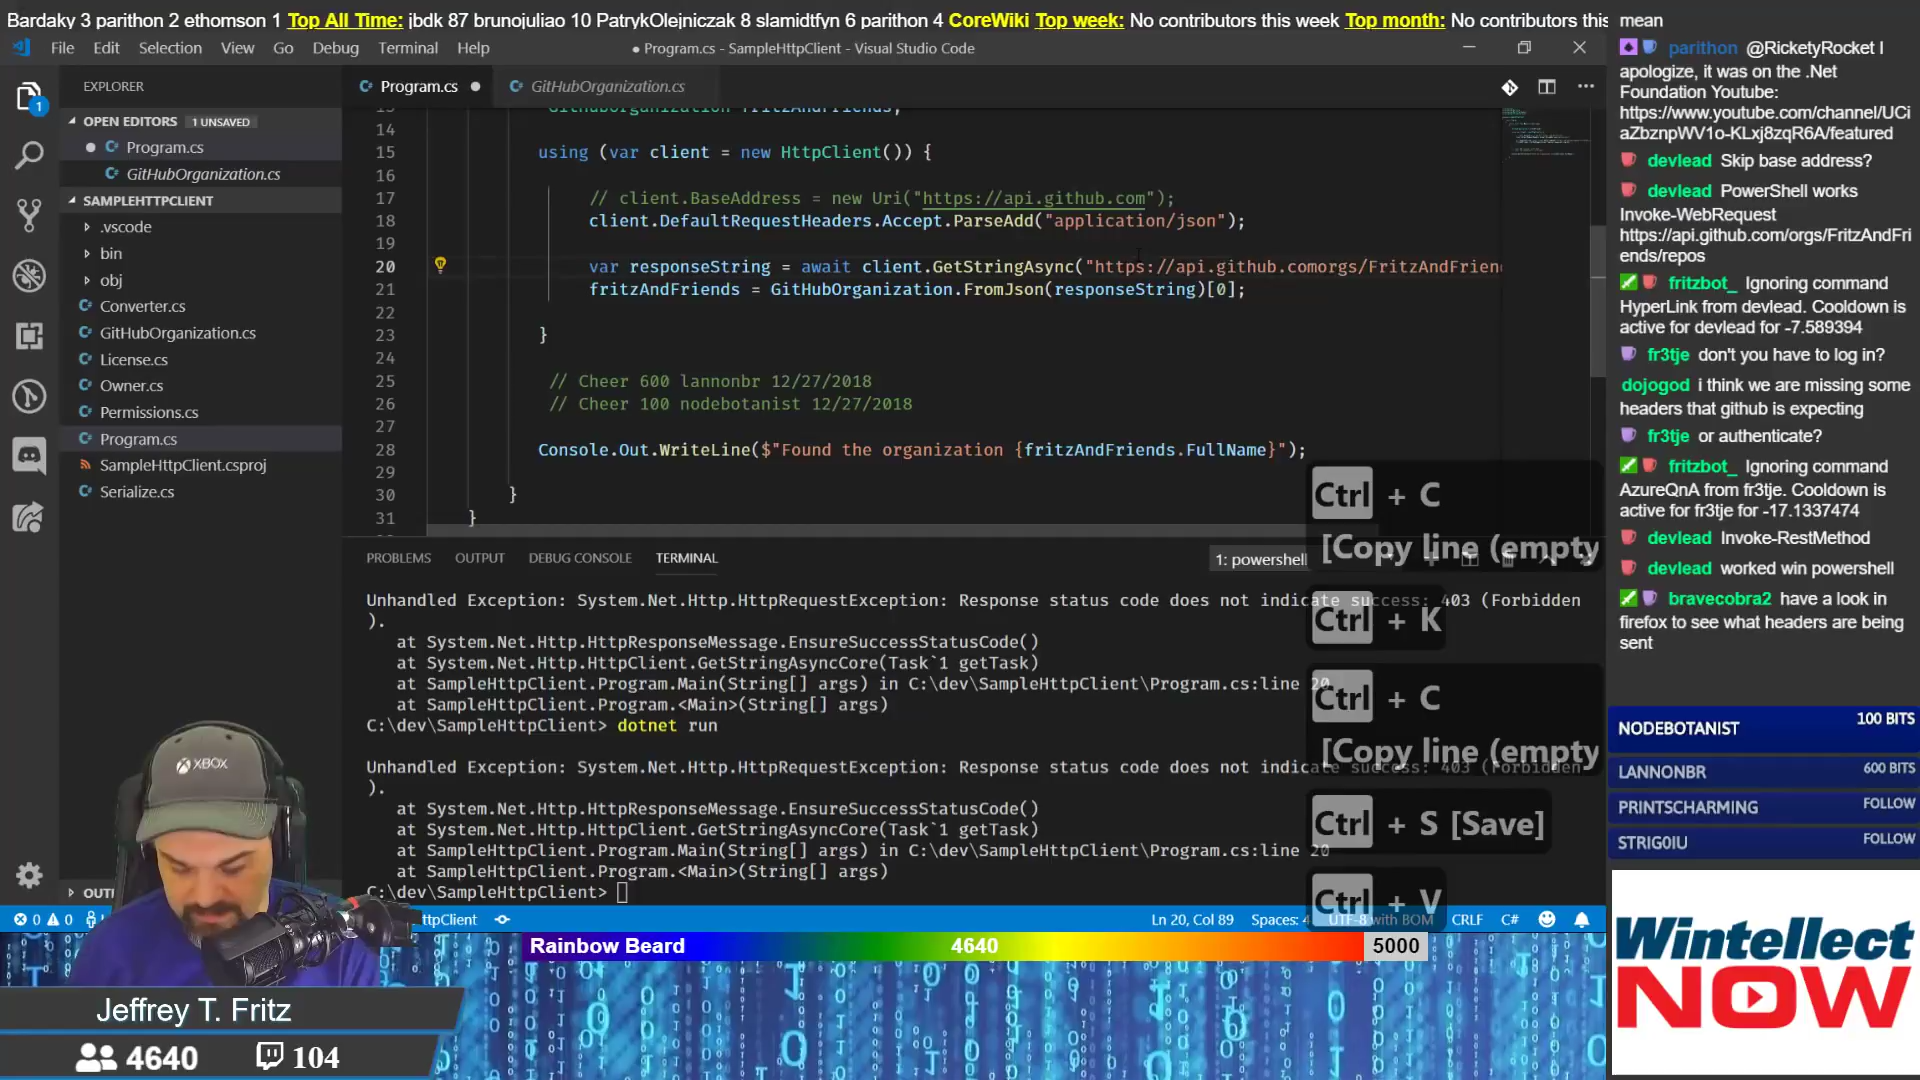 Bardaky 3 parithon 2 ethomson 1 Top All Time: jbdk 87 brunojuliao 10 PatrykOlejniczak 8 slamidtfyn 6 parithon 4 CoreWiki Top week: No contributors this week Top month: No contributors this
File Edit Selection View Go Debug Terminal Help
● Program.cs - SampleHttpClient - Visual Studio Code
EXPLORER
OPEN EDITORS 1 UNSAVED
Program.cs
GitHubOrganization.cs
SAMPLEHTTPCLIENT
.vscode
bin
obj
Converter.cs
GitHubOrganization.cs
License.cs
Owner.cs
Permissions.cs
Program.cs
SampleHttpClient.csproj
Serialize.cs
1
Program.cs
GitHubOrganization.cs
14
15 using (var client = new HttpClient()) {
16
17 // client.BaseAddress = new Uri("https://api.github.com");
18 client.DefaultRequestHeaders.Accept.ParseAdd("application/json");
19
20 var responseString = await client.GetStringAsync("https://api.github.comorgs/FritzAndFrien
21 fritzAndFriends = GitHubOrganization.FromJson(responseString)[0];
22
23 }
24
25 // Cheer 600 lannonbr 12/27/2018
26 // Cheer 100 nodebotanist 12/27/2018
27
28 Console.Out.WriteLine($"Found the organization {fritzAndFriends.FullName}");
29
30 }
31 }
PROBLEMS OUTPUT DEBUG CONSOLE TERMINAL
1: powershell
Unhandled Exception: System.Net.Http.HttpRequestException: Response status code does not indicate success: 403 (Forbidden
).
at System.Net.Http.HttpResponseMessage.EnsureSuccessStatusCode()
at System.Net.Http.HttpClient.GetStringAsyncCore(Task`1 getTask)
at SampleHttpClient.Program.Main(String[] args) in C:\dev\SampleHttpClient\Program.cs:line 20
at SampleHttpClient.Program.<Main>(String[] args)
C:\dev\SampleHttpClient> dotnet run
Unhandled Exception: System.Net.Http.HttpRequestException: Response status code does not indicate success: 403 (Forbidden
).
at System.Net.Http.HttpResponseMessage.EnsureSuccessStatusCode()
at System.Net.Http.HttpClient.GetStringAsyncCore(Task`1 getTask)
at SampleHttpClient.Program.Main(String[] args) in C:\dev\SampleHttpClient\Program.cs:line 20
at SampleHttpClient.Program.<Main>(String[] args)
C:\dev\SampleHttpClient>
Ctrl + C
[Copy line (empty
Ctrl + K
Ctrl + C
[Copy line (empty
Ctrl + S [Save]
Ctrl + V
0 0
Ln 20, Col 89 Spaces: 4 UTF-8 with BOM CRLF C#
XBOX
Rainbow Beard 4640 5000
Jeffrey T. Fritz
4640 104
mean
parithon @RicketyRocket I
apologize, it was on the .Net
Foundation Youtube:
https://www.youtube.com/channel/UCi
aZbznpWV1o-KLxj8zqR6A/featured
devlead Skip base address?
devlead PowerShell works
Invoke-WebRequest
https://api.github.com/orgs/FritzAndFri
ends/repos
fritzbot_ Ignoring command
HyperLink from devlead. Cooldown is
active for devlead for -7.589394
fr3tje don't you have to log in?
dojogod i think we are missing some
headers that github is expecting
fr3tje or authenticate?
fritzbot_ Ignoring command
AzureQnA from fr3tje. Cooldown is
active for fr3tje for -17.1337474
devlead Invoke-RestMethod
devlead worked win powershell
bravecobra2 have a look in
firefox to see what headers are being
sent
NODEBOTANIST 100 BITS
LANNONBR 600 BITS
PRINTSCHARMING FOLLOW
STRIG0IU FOLLOW
Wintellect
NOW